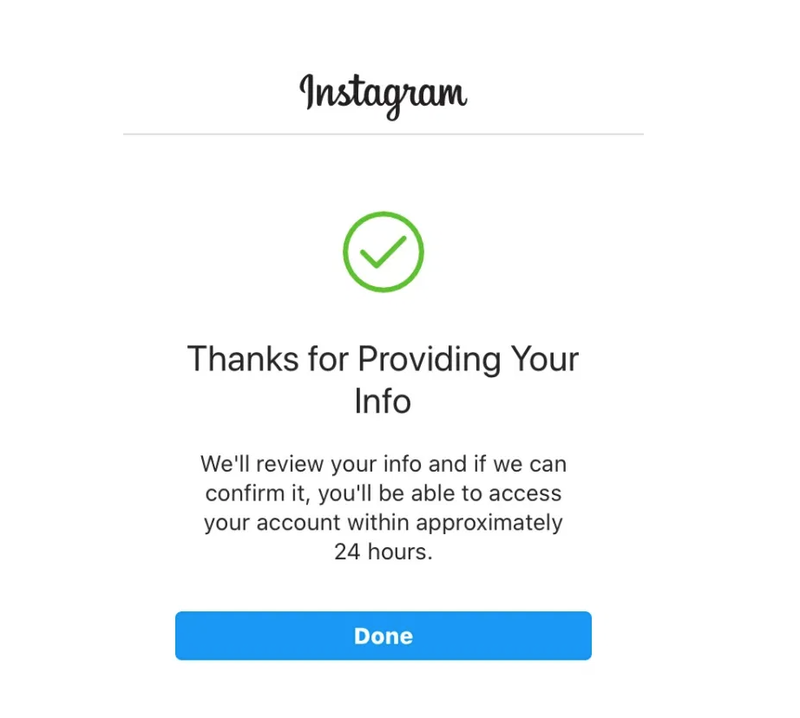 Instagram
Thanks for Providing Your
Info
We'll review your info and if we can
confirm it, you'll be able to access
your account within approximately
24 hours.
Done